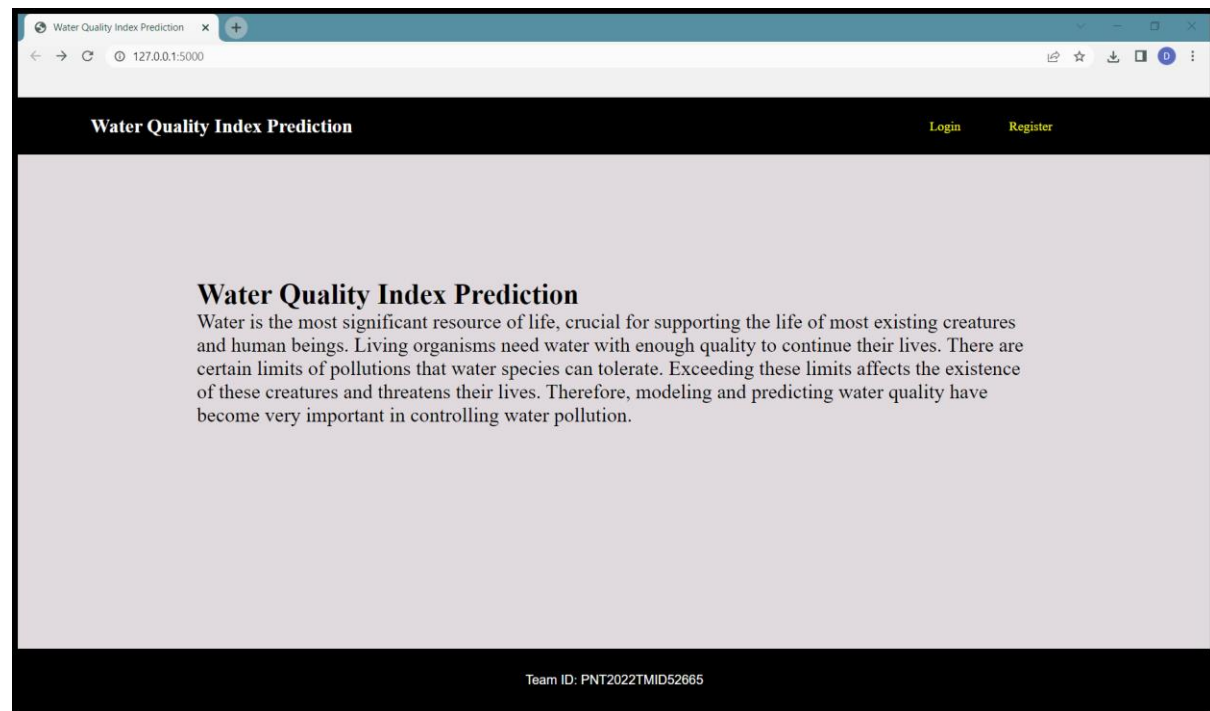 Water Quality Index Prediction
127.0.0.1:5000
D
Water Quality Index Prediction
Login Register
Water Quality Index Prediction
Water is the most significant resource of life, crucial for supporting the life of most existing creatures
and human beings. Living organisms need water with enough quality to continue their lives. There are
certain limits of pollutions that water species can tolerate. Exceeding these limits affects the existence
of these creatures and threatens their lives. Therefore, modeling and predicting water quality have
become very important in controlling water pollution.
Team ID: PNT2022TMID52665